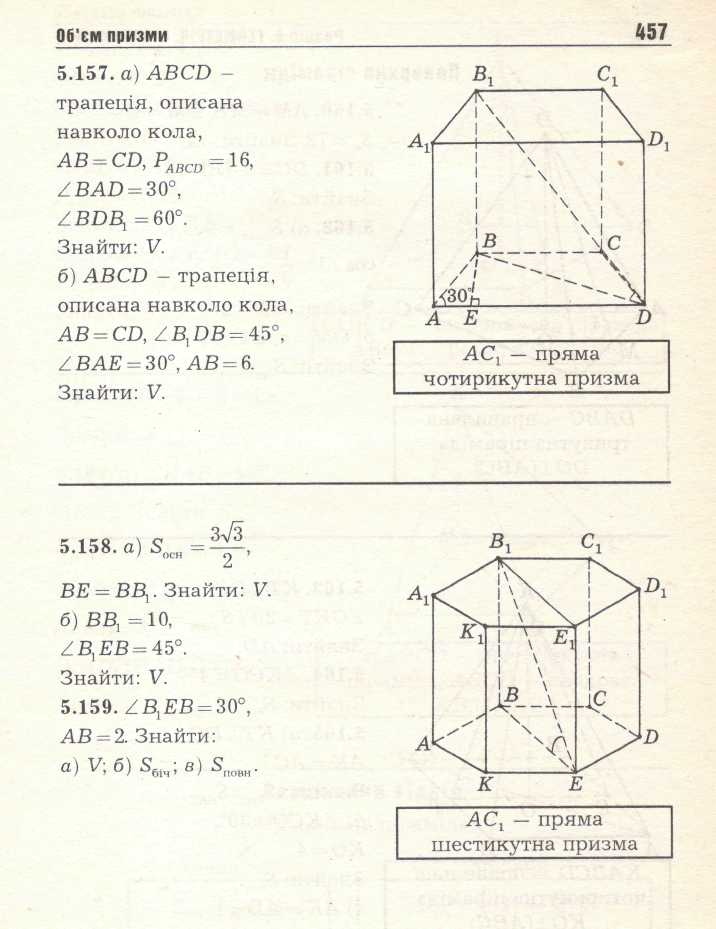 Об'єм призми
457
5.157. а) ABCD –
трапеція, описана
навколо кола,
AB = CD, P_ABCD = 16,
∠BAD = 30°,
∠BDB₁ = 60°.
Знайти: V.
б) ABCD – трапеція,
описана навколо кола,
AB = CD, ∠B₁DB = 45°,
∠BAE = 30°, AB = 6.
Знайти: V.
B₁ C₁
A₁ D₁
B C
30°
A E D
AC₁ — пряма
чотирикутна призма
5.158. а) Sосн = 3√3/2,
BE = BB₁. Знайти: V.
б) BB₁ = 10,
∠B₁EB = 45°.
Знайти: V.
5.159. ∠B₁EB = 30°,
AB = 2. Знайти:
а) V; б) Sбіч; в) Sповн.
B₁ C₁
A₁ D₁
K₁ E₁
B C
A D
K E
AC₁ — пряма
шестикутна призма